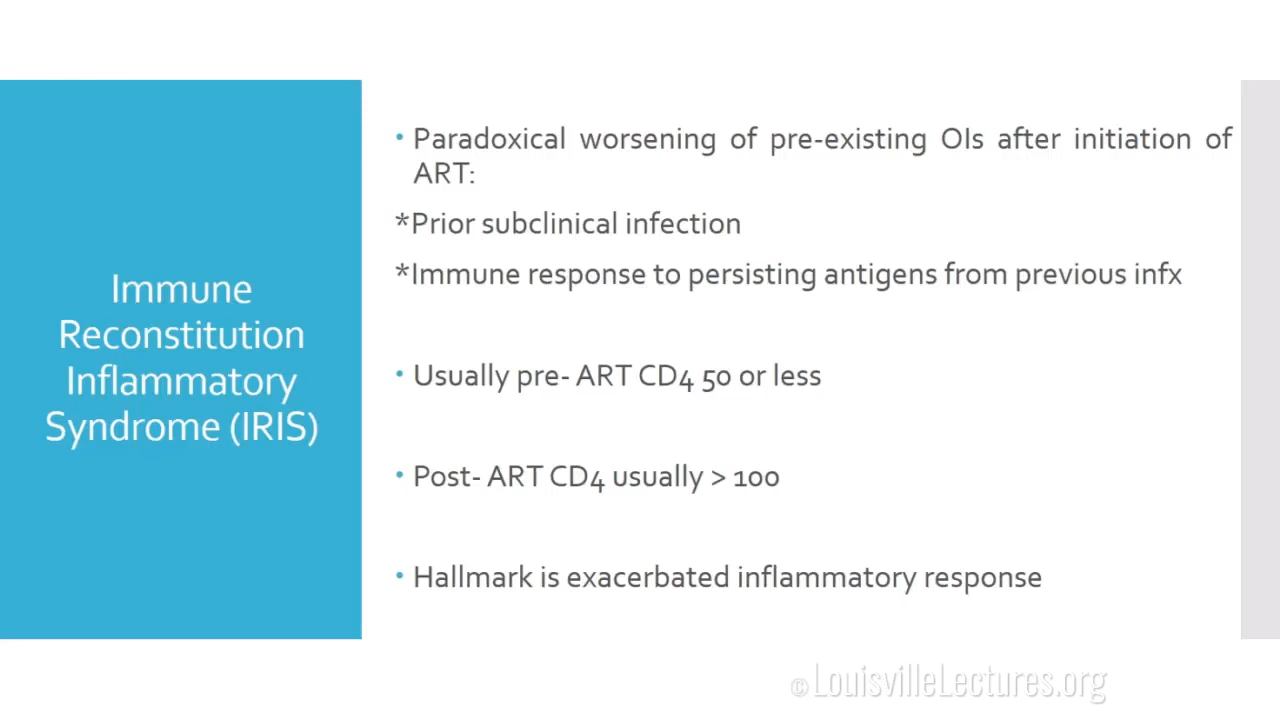 Immune
Reconstitution
Inflammatory
Syndrome (IRIS)
• Paradoxical worsening of pre-existing OIs after initiation of
ART:
*Prior subclinical infection
*Immune response to persisting antigens from previous infx
• Usually pre- ART CD4 50 or less
• Post- ART CD4 usually > 100
• Hallmark is exacerbated inflammatory response
© LouisvilleLectures.org